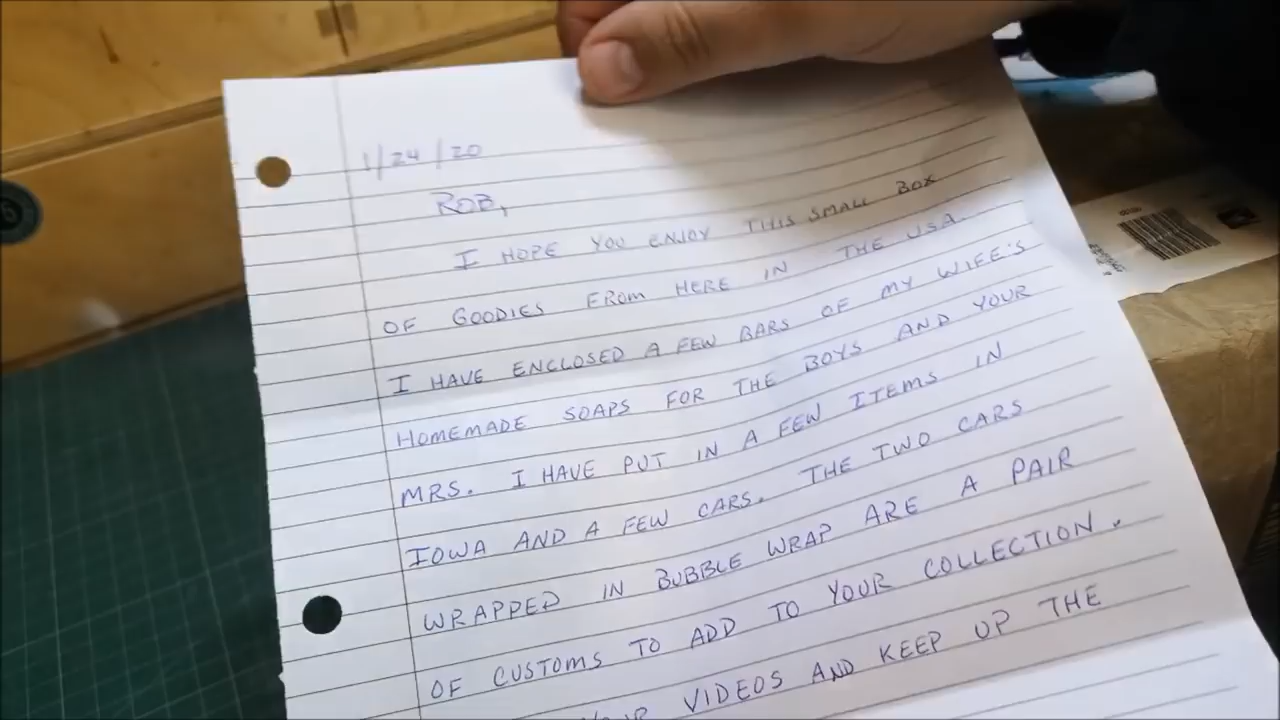 1/24/20
ROB,
I HOPE YOU ENJOY THIS SMALL BOX
OF GOODIES FROM HERE IN THE USA.
I HAVE ENCLOSED A FEW BARS OF MY WIFE'S
HOMEMADE SOAPS FOR THE BOYS AND YOUR
MRS. I HAVE PUT IN A FEW ITEMS IN
IOWA AND A FEW CARS. THE TWO CARS
WRAPPED IN BUBBLE WRAP ARE A PAIR
OF CUSTOMS TO ADD TO YOUR COLLECTION.
VIDEOS AND KEEP UP THE